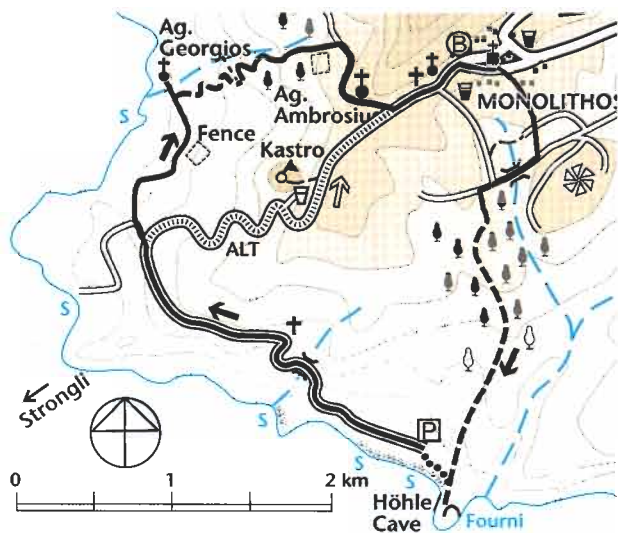 Ag.
Georgios
B
S
Ag.
Ambrosius
MONOLITHOS
Fence
Kastro
ALT
S
Strongli
S
P
S
S
0 1 2 km
Höhle
Cave
Fourni